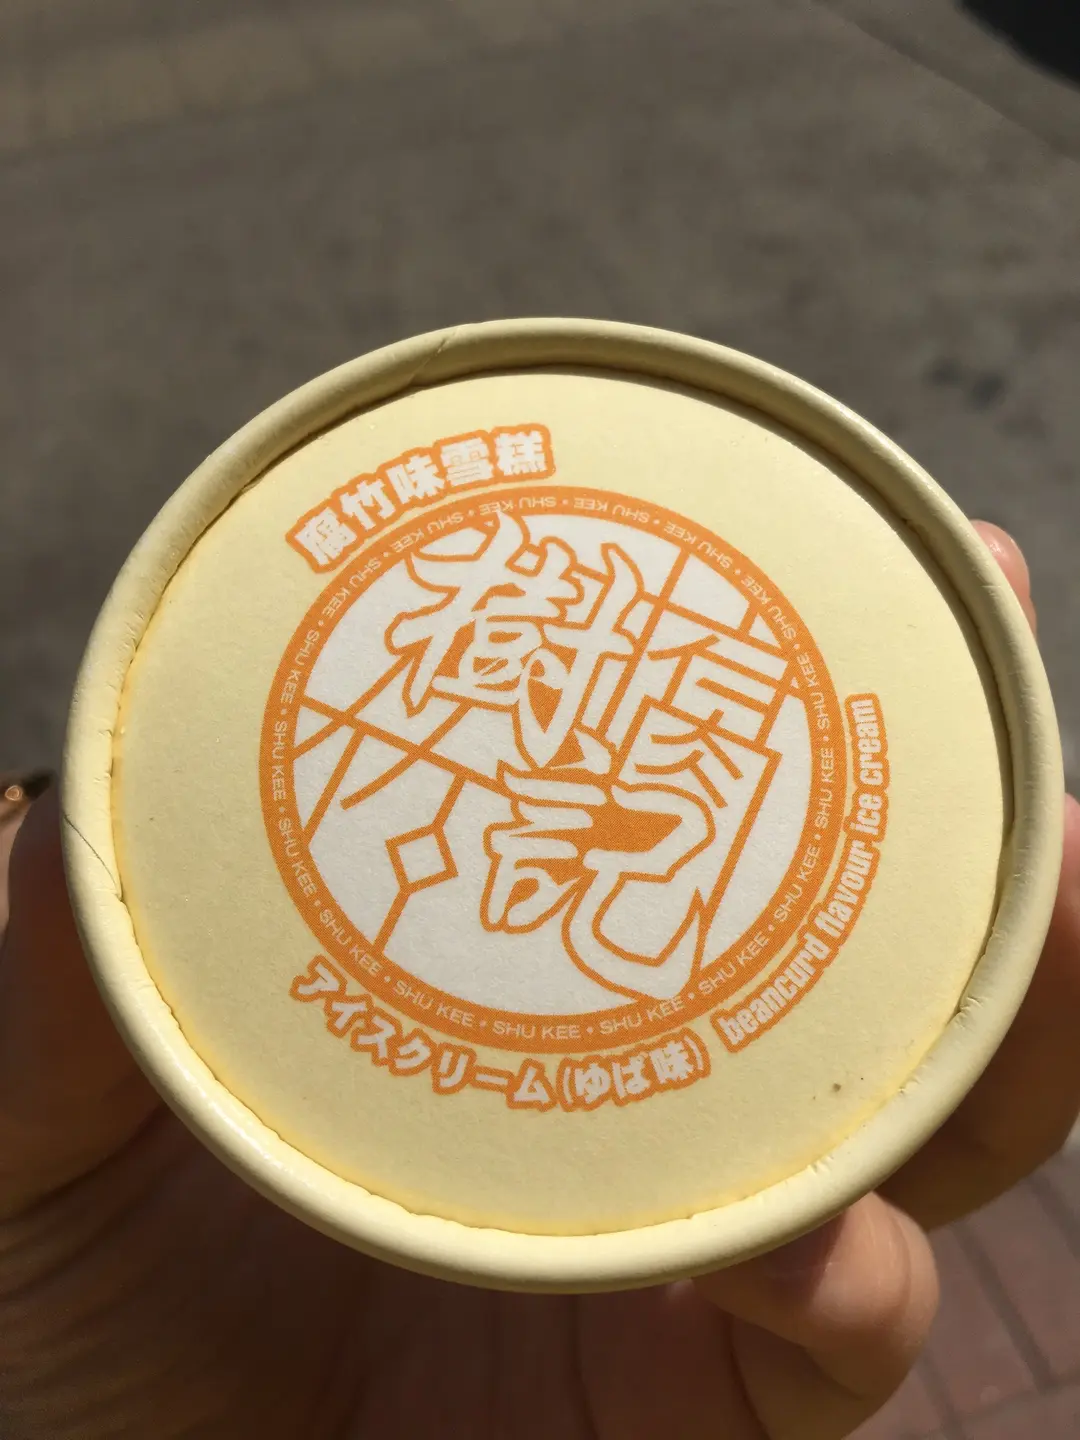 腐竹味雪糕
SHU KEE • SHU KEE • SHU KEE • SHU KEE • SHU KEE • SHU KEE • SHU KEE • SHU KEE • SHU KEE • SHU KEE • SHU KEE • SHU KEE • SHU KEE • SHU KEE • SHU KEE • SHU KEE
樹
記
アイスクリーム(ゆば味)
beancurd flavour ice cream